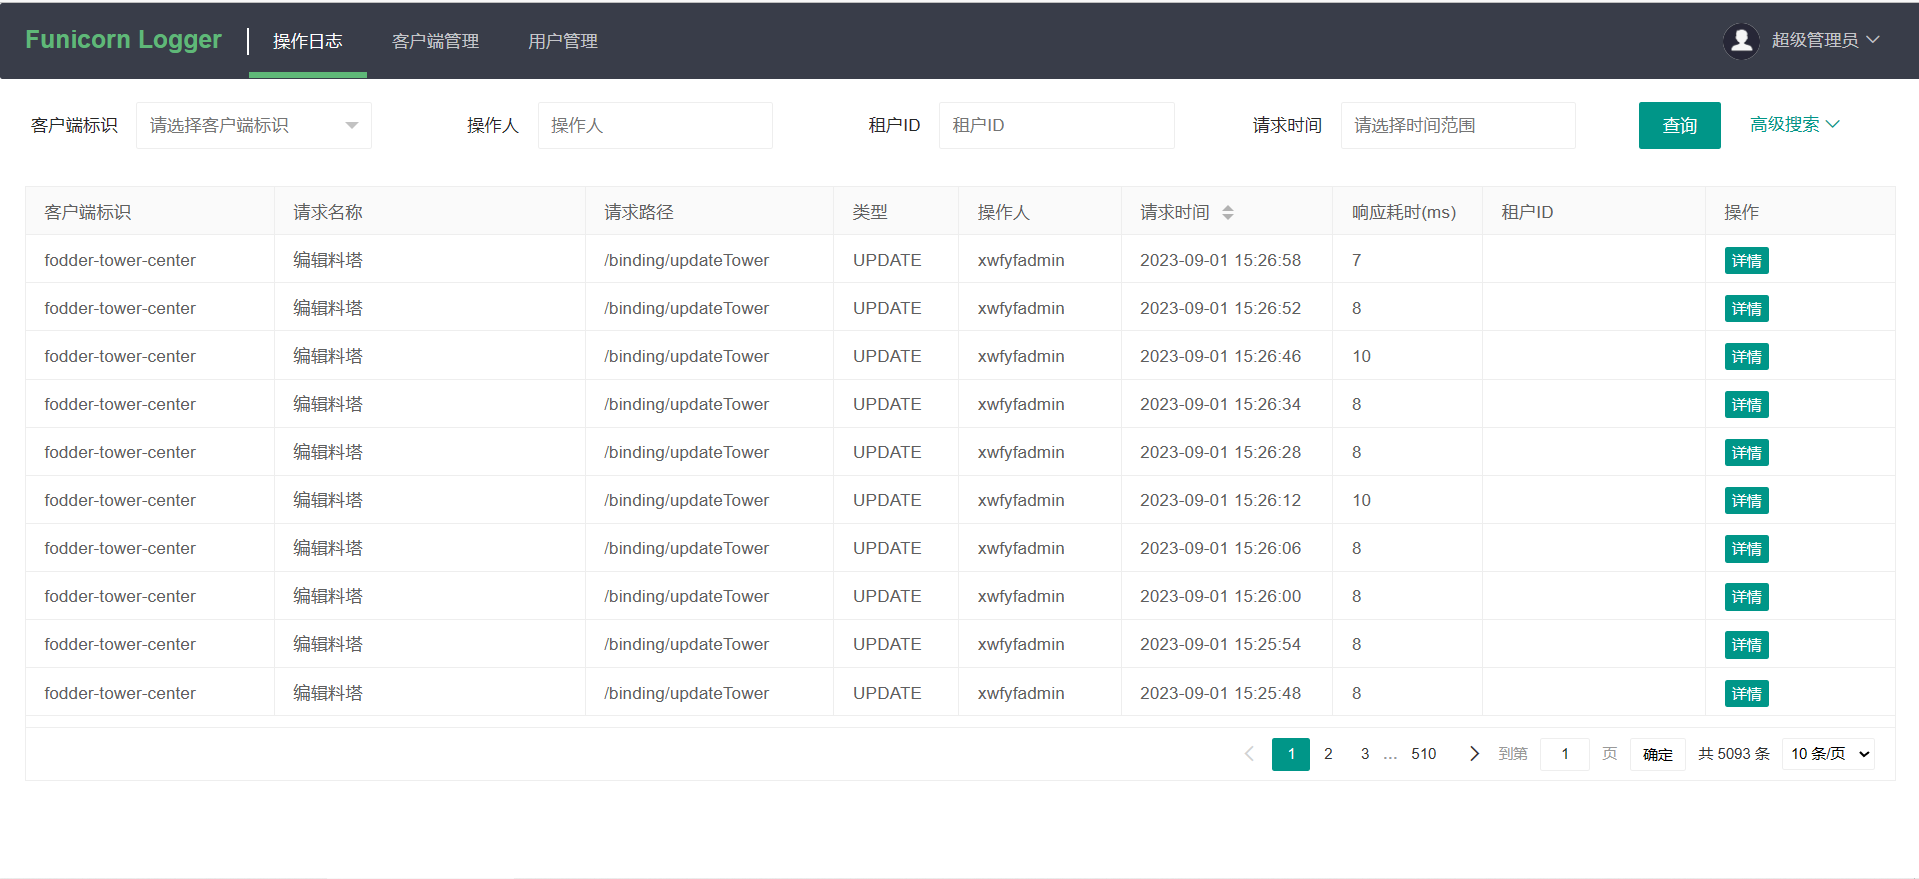 Funicorn Logger 操作日志 客户端管理 用户管理 超级管理员
客户端标识 请选择客户端标识 操作人 操作人 租户ID 租户ID 请求时间 请选择时间范围 查询 高级搜索
客户端标识 请求名称 请求路径 类型 操作人 请求时间 响应耗时(ms) 租户ID 操作
fodder-tower-center 编辑料塔 /binding/updateTower UPDATE xwfyfadmin 2023-09-01 15:26:58 7 详情
fodder-tower-center 编辑料塔 /binding/updateTower UPDATE xwfyfadmin 2023-09-01 15:26:52 8 详情
fodder-tower-center 编辑料塔 /binding/updateTower UPDATE xwfyfadmin 2023-09-01 15:26:46 10 详情
fodder-tower-center 编辑料塔 /binding/updateTower UPDATE xwfyfadmin 2023-09-01 15:26:34 8 详情
fodder-tower-center 编辑料塔 /binding/updateTower UPDATE xwfyfadmin 2023-09-01 15:26:28 8 详情
fodder-tower-center 编辑料塔 /binding/updateTower UPDATE xwfyfadmin 2023-09-01 15:26:12 10 详情
fodder-tower-center 编辑料塔 /binding/updateTower UPDATE xwfyfadmin 2023-09-01 15:26:06 8 详情
fodder-tower-center 编辑料塔 /binding/updateTower UPDATE xwfyfadmin 2023-09-01 15:26:00 8 详情
fodder-tower-center 编辑料塔 /binding/updateTower UPDATE xwfyfadmin 2023-09-01 15:25:54 8 详情
fodder-tower-center 编辑料塔 /binding/updateTower UPDATE xwfyfadmin 2023-09-01 15:25:48 8 详情
1 2 3 … 510 到第 1 页 确定 共 5093 条 10 条/页